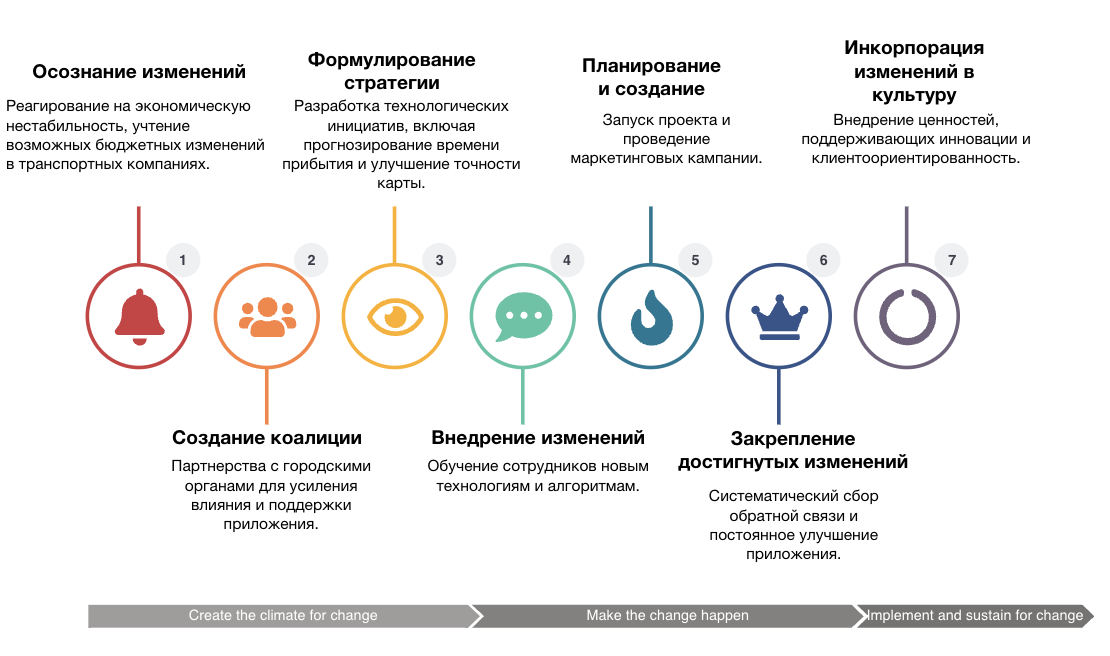 Осознание изменений
Реагирование на экономическую
нестабильность, учтение
возможных бюджетных изменений
в транспортных компаниях.
Формулирование
стратегии
Разработка технологических
инициатив, включая
прогнозирование времени
прибытия и улучшение точности
карты.
Планирование
и создание
Запуск проекта и
проведение
маркетинговых кампании.
Инкорпорация
изменений в
культуру
Внедрение ценностей,
поддерживающих инновации и
клиентоориентированность.
1
2
3
4
5
6
7
Создание коалиции
Партнерства с городскими
органами для усиления
влияния и поддержки
приложения.
Внедрение изменений
Обучение сотрудников новым
технологиям и алгоритмам.
Закрепление
достигнутых изменений
Систематический сбор
обратной связи и
постоянное улучшение
приложения.
Create the climate for change
Make the change happen
Implement and sustain for change